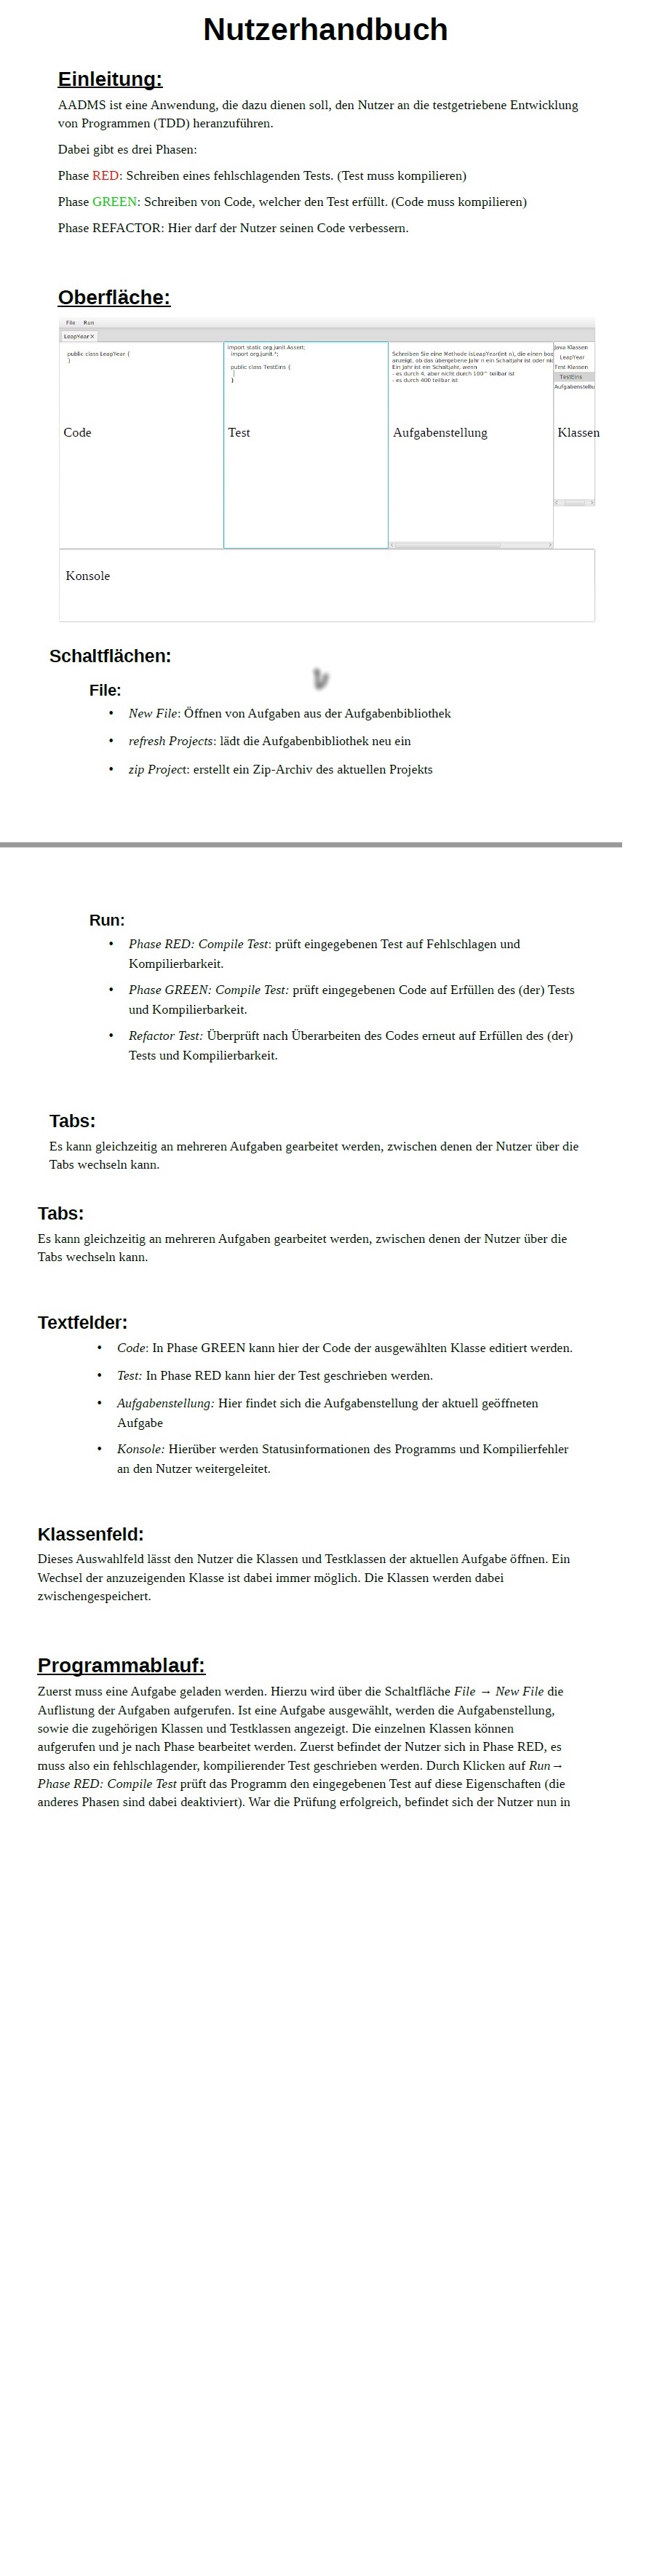 Nutzerhandbuch
Einleitung:
AADMS ist eine Anwendung, die dazu dienen soll, den Nutzer an die testgetriebene Entwicklung
von Programmen (TDD) heranzuführen.
Dabei gibt es drei Phasen:
Phase RED: Schreiben eines fehlschlagenden Tests. (Test muss kompilieren)
Phase GREEN: Schreiben von Code, welcher den Test erfüllt. (Code muss kompilieren)
Phase REFACTOR: Hier darf der Nutzer seinen Code verbessern.
Oberfläche:
File Run
LeapYear ×
public class LeapYear {
}
import static org.junit.Assert;
import org.junit.*;
public class TestEins {
}
Schreiben Sie eine Methode isLeapYear(int n), die einen boo
anzeigt, ob das übergebene Jahr n ein Schaltjahr ist oder nic
Ein Jahr ist ein Schaltjahr, wenn
- es durch 4, aber nicht durch 100 teilbar ist
- es durch 400 teilbar ist
Java Klassen
LeapYear
Test Klassen
TestEins
Aufgabenstellu
Code
Test
Aufgabenstellung
Klassen
Konsole
Schaltflächen:
File:
• New File: Öffnen von Aufgaben aus der Aufgabenbibliothek
• refresh Projects: lädt die Aufgabenbibliothek neu ein
• zip Project: erstellt ein Zip-Archiv des aktuellen Projekts
Run:
• Phase RED: Compile Test: prüft eingegebenen Test auf Fehlschlagen und
Kompilierbarkeit.
• Phase GREEN: Compile Test: prüft eingegebenen Code auf Erfüllen des (der) Tests
und Kompilierbarkeit.
• Refactor Test: Überprüft nach Überarbeiten des Codes erneut auf Erfüllen des (der)
Tests und Kompilierbarkeit.
Tabs:
Es kann gleichzeitig an mehreren Aufgaben gearbeitet werden, zwischen denen der Nutzer über die
Tabs wechseln kann.
Tabs:
Es kann gleichzeitig an mehreren Aufgaben gearbeitet werden, zwischen denen der Nutzer über die
Tabs wechseln kann.
Textfelder:
• Code: In Phase GREEN kann hier der Code der ausgewählten Klasse editiert werden.
• Test: In Phase RED kann hier der Test geschrieben werden.
• Aufgabenstellung: Hier findet sich die Aufgabenstellung der aktuell geöffneten
Aufgabe
• Konsole: Hierüber werden Statusinformationen des Programms und Kompilierfehler
an den Nutzer weitergeleitet.
Klassenfeld:
Dieses Auswahlfeld lässt den Nutzer die Klassen und Testklassen der aktuellen Aufgabe öffnen. Ein
Wechsel der anzuzeigenden Klasse ist dabei immer möglich. Die Klassen werden dabei
zwischengespeichert.
Programmablauf:
Zuerst muss eine Aufgabe geladen werden. Hierzu wird über die Schaltfläche File → New File die
Auflistung der Aufgaben aufgerufen. Ist eine Aufgabe ausgewählt, werden die Aufgabenstellung,
sowie die zugehörigen Klassen und Testklassen angezeigt. Die einzelnen Klassen können
aufgerufen und je nach Phase bearbeitet werden. Zuerst befindet der Nutzer sich in Phase RED, es
muss also ein fehlschlagender, kompilierender Test geschrieben werden. Durch Klicken auf Run→
Phase RED: Compile Test prüft das Programm den eingegebenen Test auf diese Eigenschaften (die
anderes Phasen sind dabei deaktiviert). War die Prüfung erfolgreich, befindet sich der Nutzer nun in